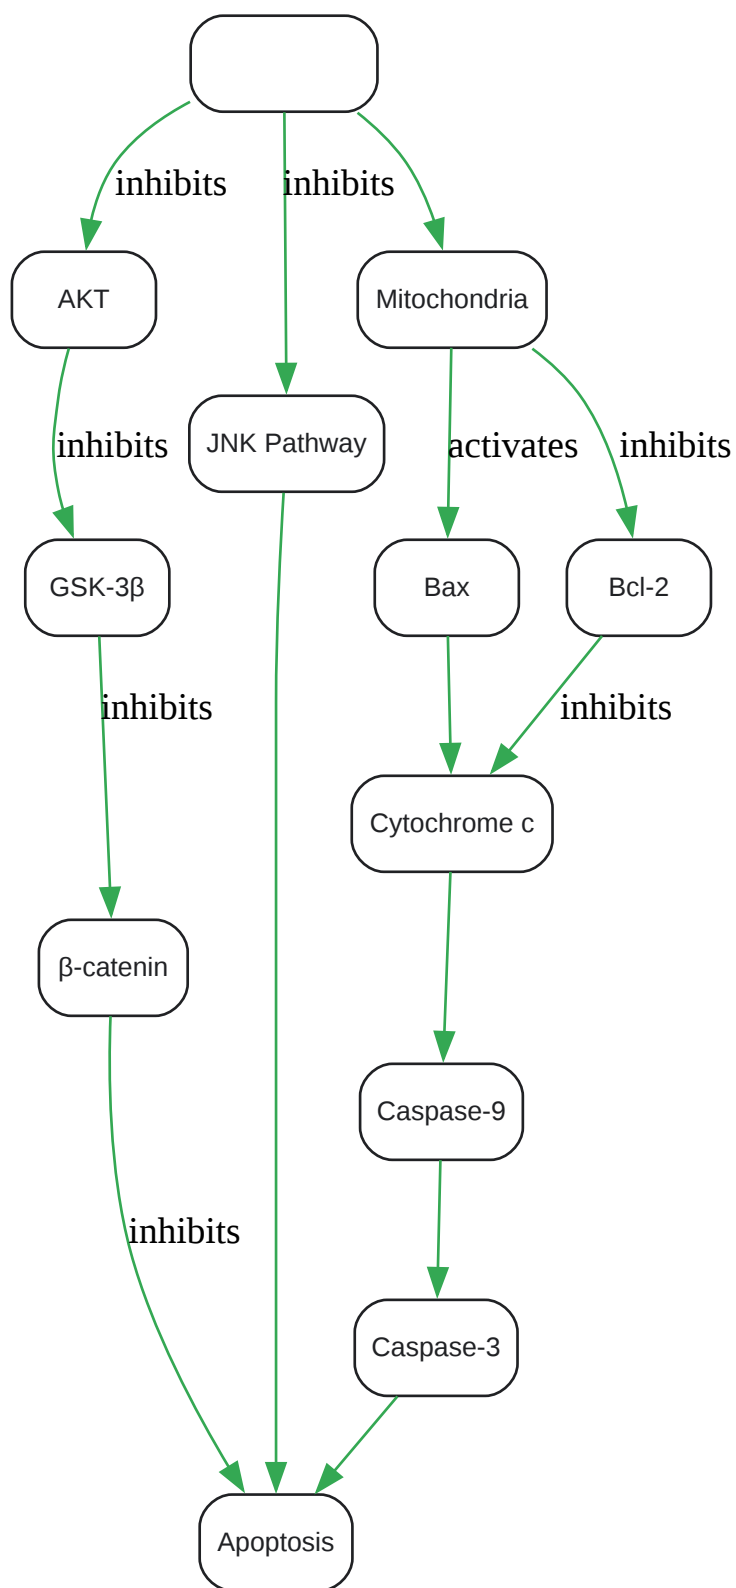 inhibits
inhibits
AKT
Mitochondria
JNK Pathway
inhibits
activates
inhibits
GSK-3β
Bax
Bcl-2
inhibits
inhibits
Cytochrome c
β-catenin
Caspase-9
inhibits
Caspase-3
Apoptosis